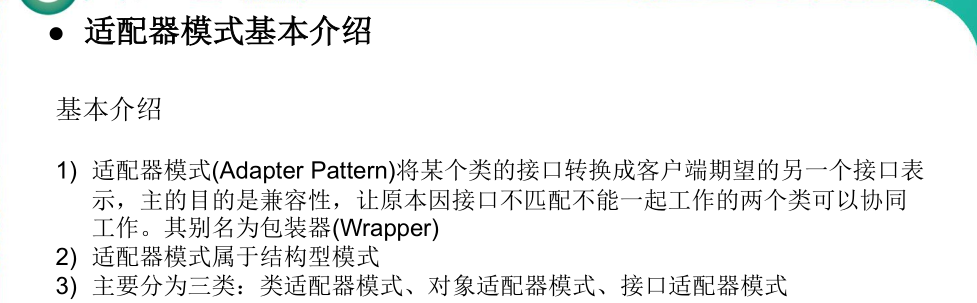 ● 适配器模式基本介绍
基本介绍
1) 适配器模式(Adapter Pattern)将某个类的接口转换成客户端期望的另一个接口表
示，主的目的是兼容性，让原本因接口不匹配不能一起工作的两个类可以协同
工作。其别名为包装器(Wrapper)
2) 适配器模式属于结构型模式
3) 主要分为三类：类适配器模式、对象适配器模式、接口适配器模式